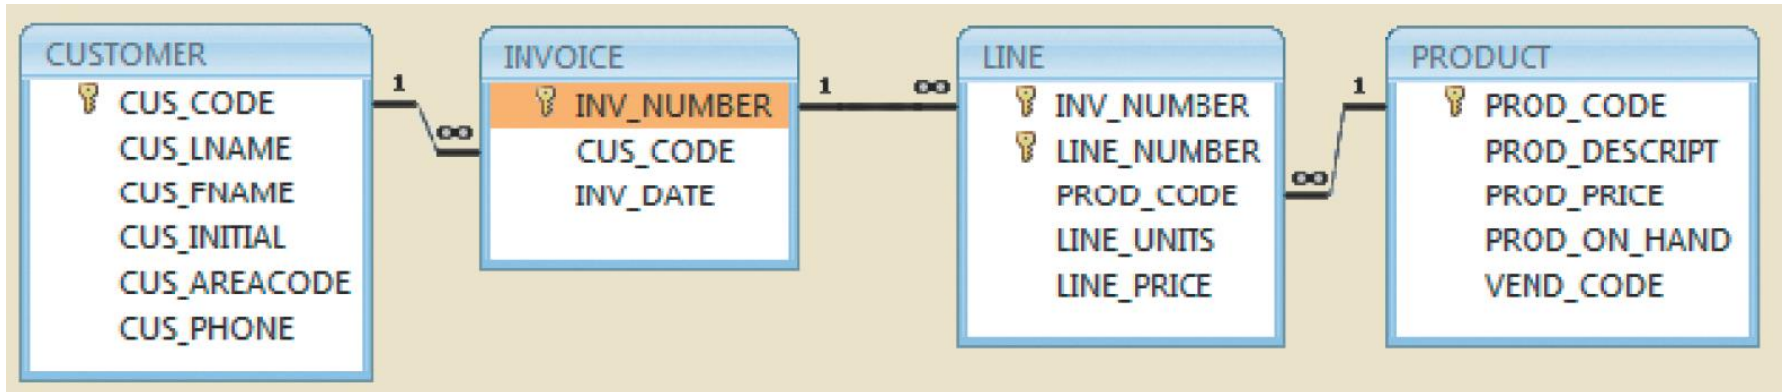 CUSTOMER
CUS_CODE
CUS_LNAME
CUS_FNAME
CUS_INITIAL
CUS_AREACODE
CUS_PHONE
1
∞
INVOICE
INV_NUMBER
CUS_CODE
INV_DATE
1
∞
LINE
INV_NUMBER
LINE_NUMBER
PROD_CODE
LINE_UNITS
LINE_PRICE
∞
1
PRODUCT
PROD_CODE
PROD_DESCRIPT
PROD_PRICE
PROD_ON_HAND
VEND_CODE